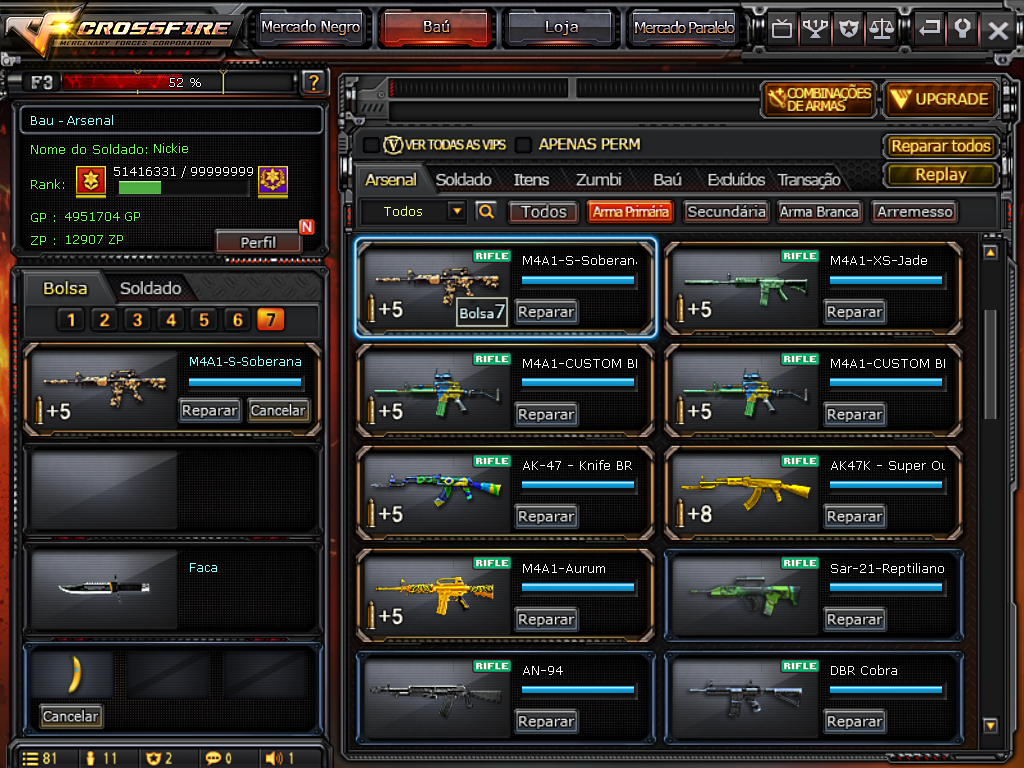 CROSSFIRE
MERCENARY FORCES CORPORATION
Mercado Negro
Baú
Loja
Mercado Paralelo
F3
52 %
?
Bau - Arsenal
Nome do Soldado: Nickie
Rank:
51416331 / 99999999
GP : 4951704 GP
ZP : 12907 ZP
N
Perfil
Bolsa
Soldado
1 2 3 4 5 6 7
M4A1-S-Soberana
+5
Reparar
Cancelar
Faca
Cancelar
81
11
2
0
1
COMBINAÇÕES
DE ARMAS
UPGRADE
V VER TODAS AS VIPS
APENAS PERM
Reparar todos
Replay
Arsenal
Soldado
Itens
Zumbi
Baú
Excluídos
Transação
Todos
Todos
Arma Primária
Secundária
Arma Branca
Arremesso
RIFLE
M4A1-S-Soberan
+5
Bolsa7
Reparar
RIFLE
M4A1-XS-Jade
+5
Reparar
RIFLE
M4A1-CUSTOM
+5
Reparar
RIFLE
M4A1-CUSTOM
+5
Reparar
RIFLE
AK-47 - Knife BR
+5
Reparar
RIFLE
AK47K - Super
+8
Reparar
RIFLE
M4A1-Aurum
+5
Reparar
RIFLE
Sar-21-Reptiliano
Reparar
RIFLE
AN-94
Reparar
RIFLE
DBR Cobra
Reparar